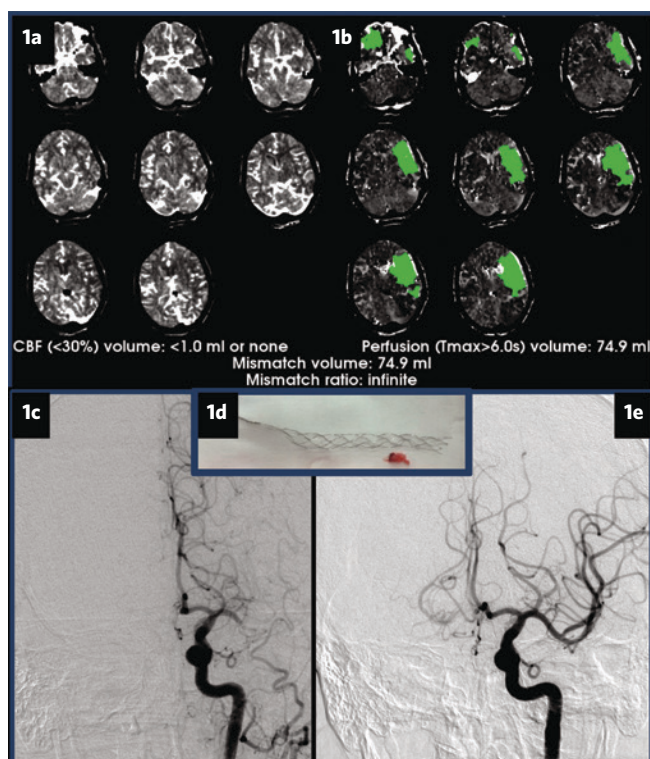 1a
1b
CBF (<30%) volume: <1.0 ml or none
Perfusion (Tmax>6.0s) volume: 74.9 ml
Mismatch volume: 74.9 ml
Mismatch ratio: infinite
1c
1d
1e